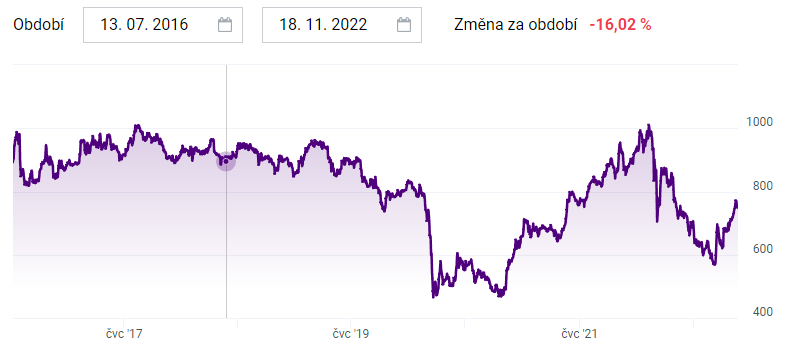 Období 13. 07. 2016 18. 11. 2022 Změna za období -16,02 %
1000
800
600
400
čvc '17 čvc '19 čvc '21